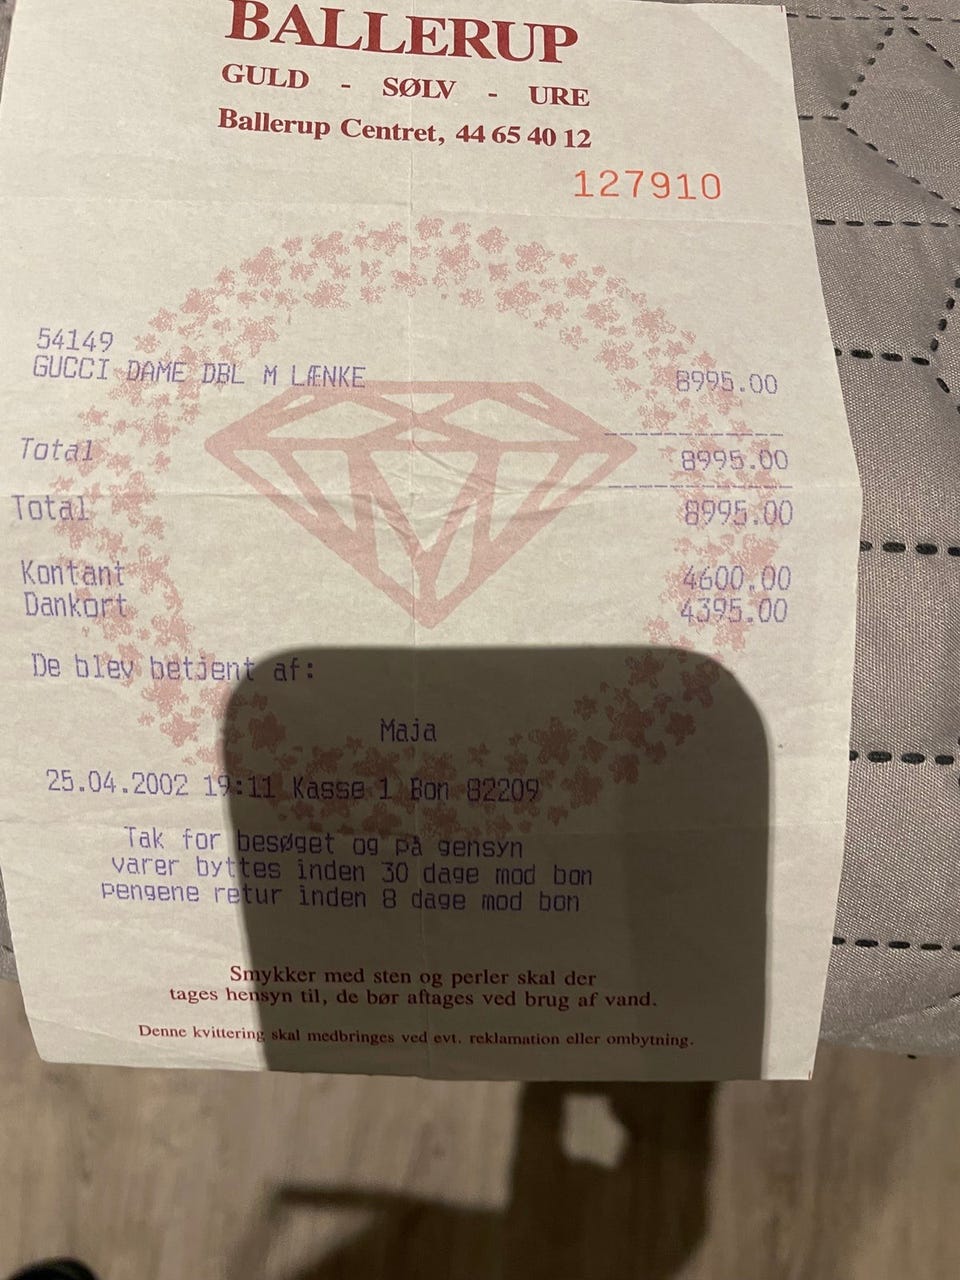 BALLERUP
GULD - SØLV - URE
Ballerup Centret, 44 65 40 12
127910
54149
GUCCI DAME DBL M LÆNKE 8995.00
Total 8995.00
Total 8995.00
Kontant 4600.00
Dankort 4395.00
De blev betjent af:
Maja
25.04.2002 19:11 Kasse 1 Bon 82209
Tak for besøget og på gensyn
varer byttes inden 30 dage mod bon
pengene retur inden 8 dage mod bon
Smykker med sten og perler skal der
tages hensyn til, de bør aftages ved brug af vand.
Denne kvittering skal medbringes ved evt. reklamation eller ombytning.